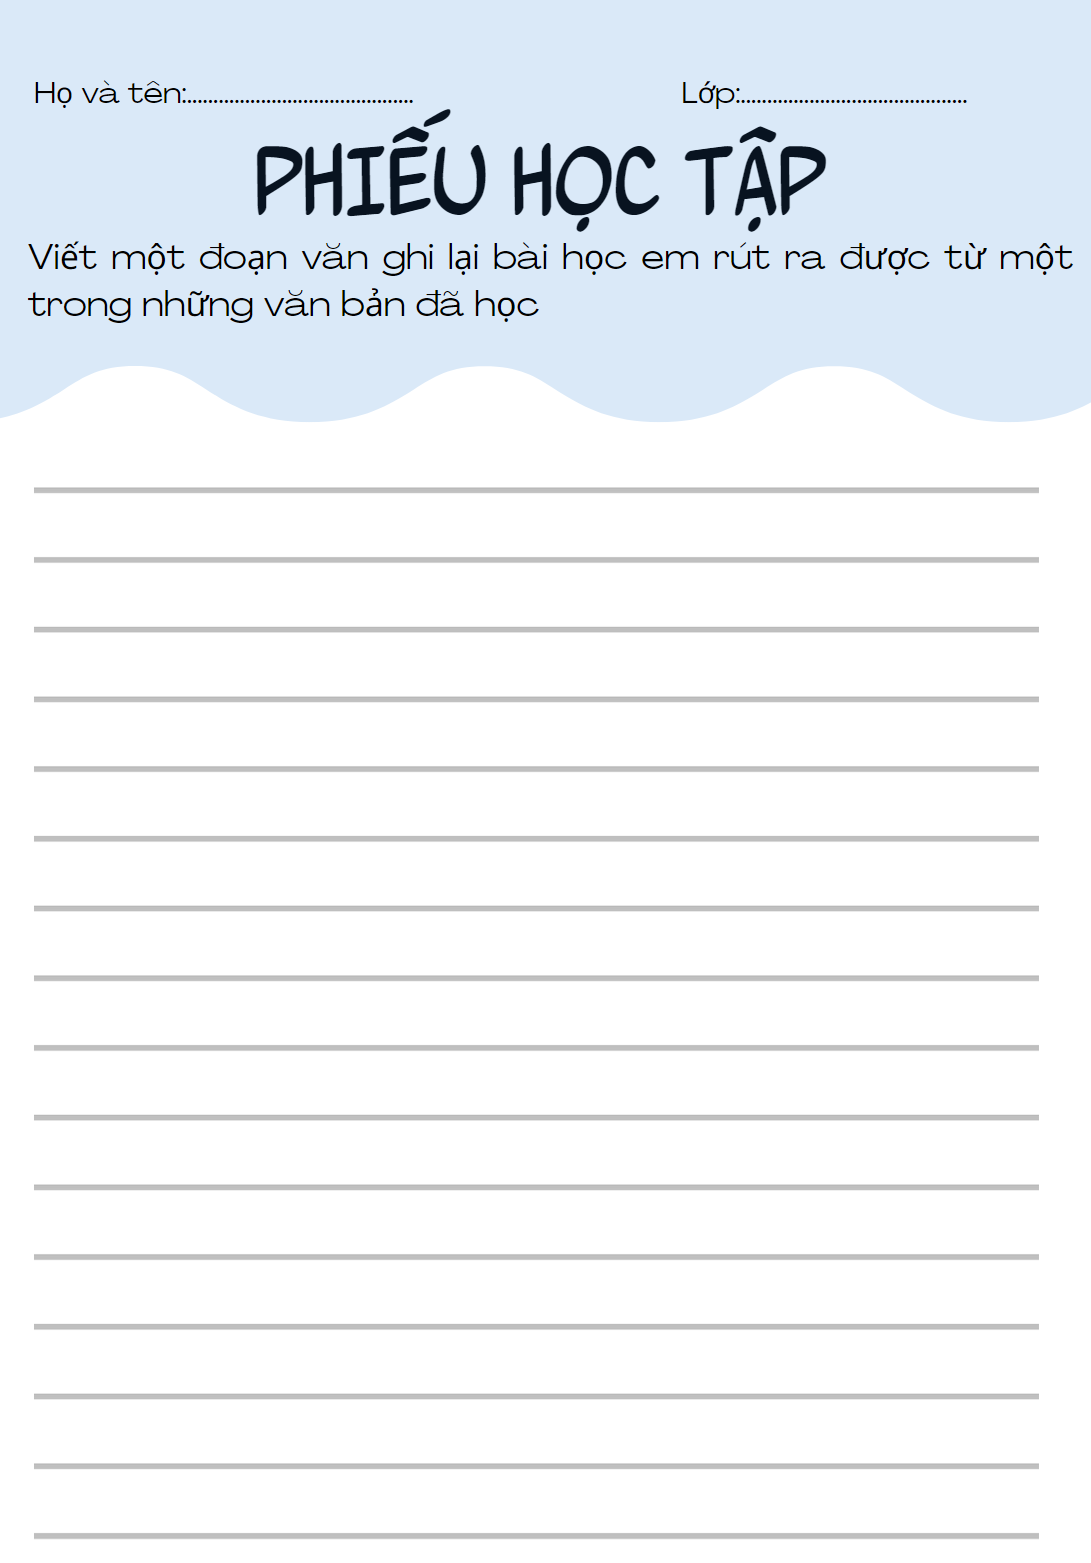 Họ và tên:........................................... Lớp:...........................................
PHIẾU HỌC TẬP
Viết một đoạn văn ghi lại bài học em rút ra được từ một
trong những văn bản đã học